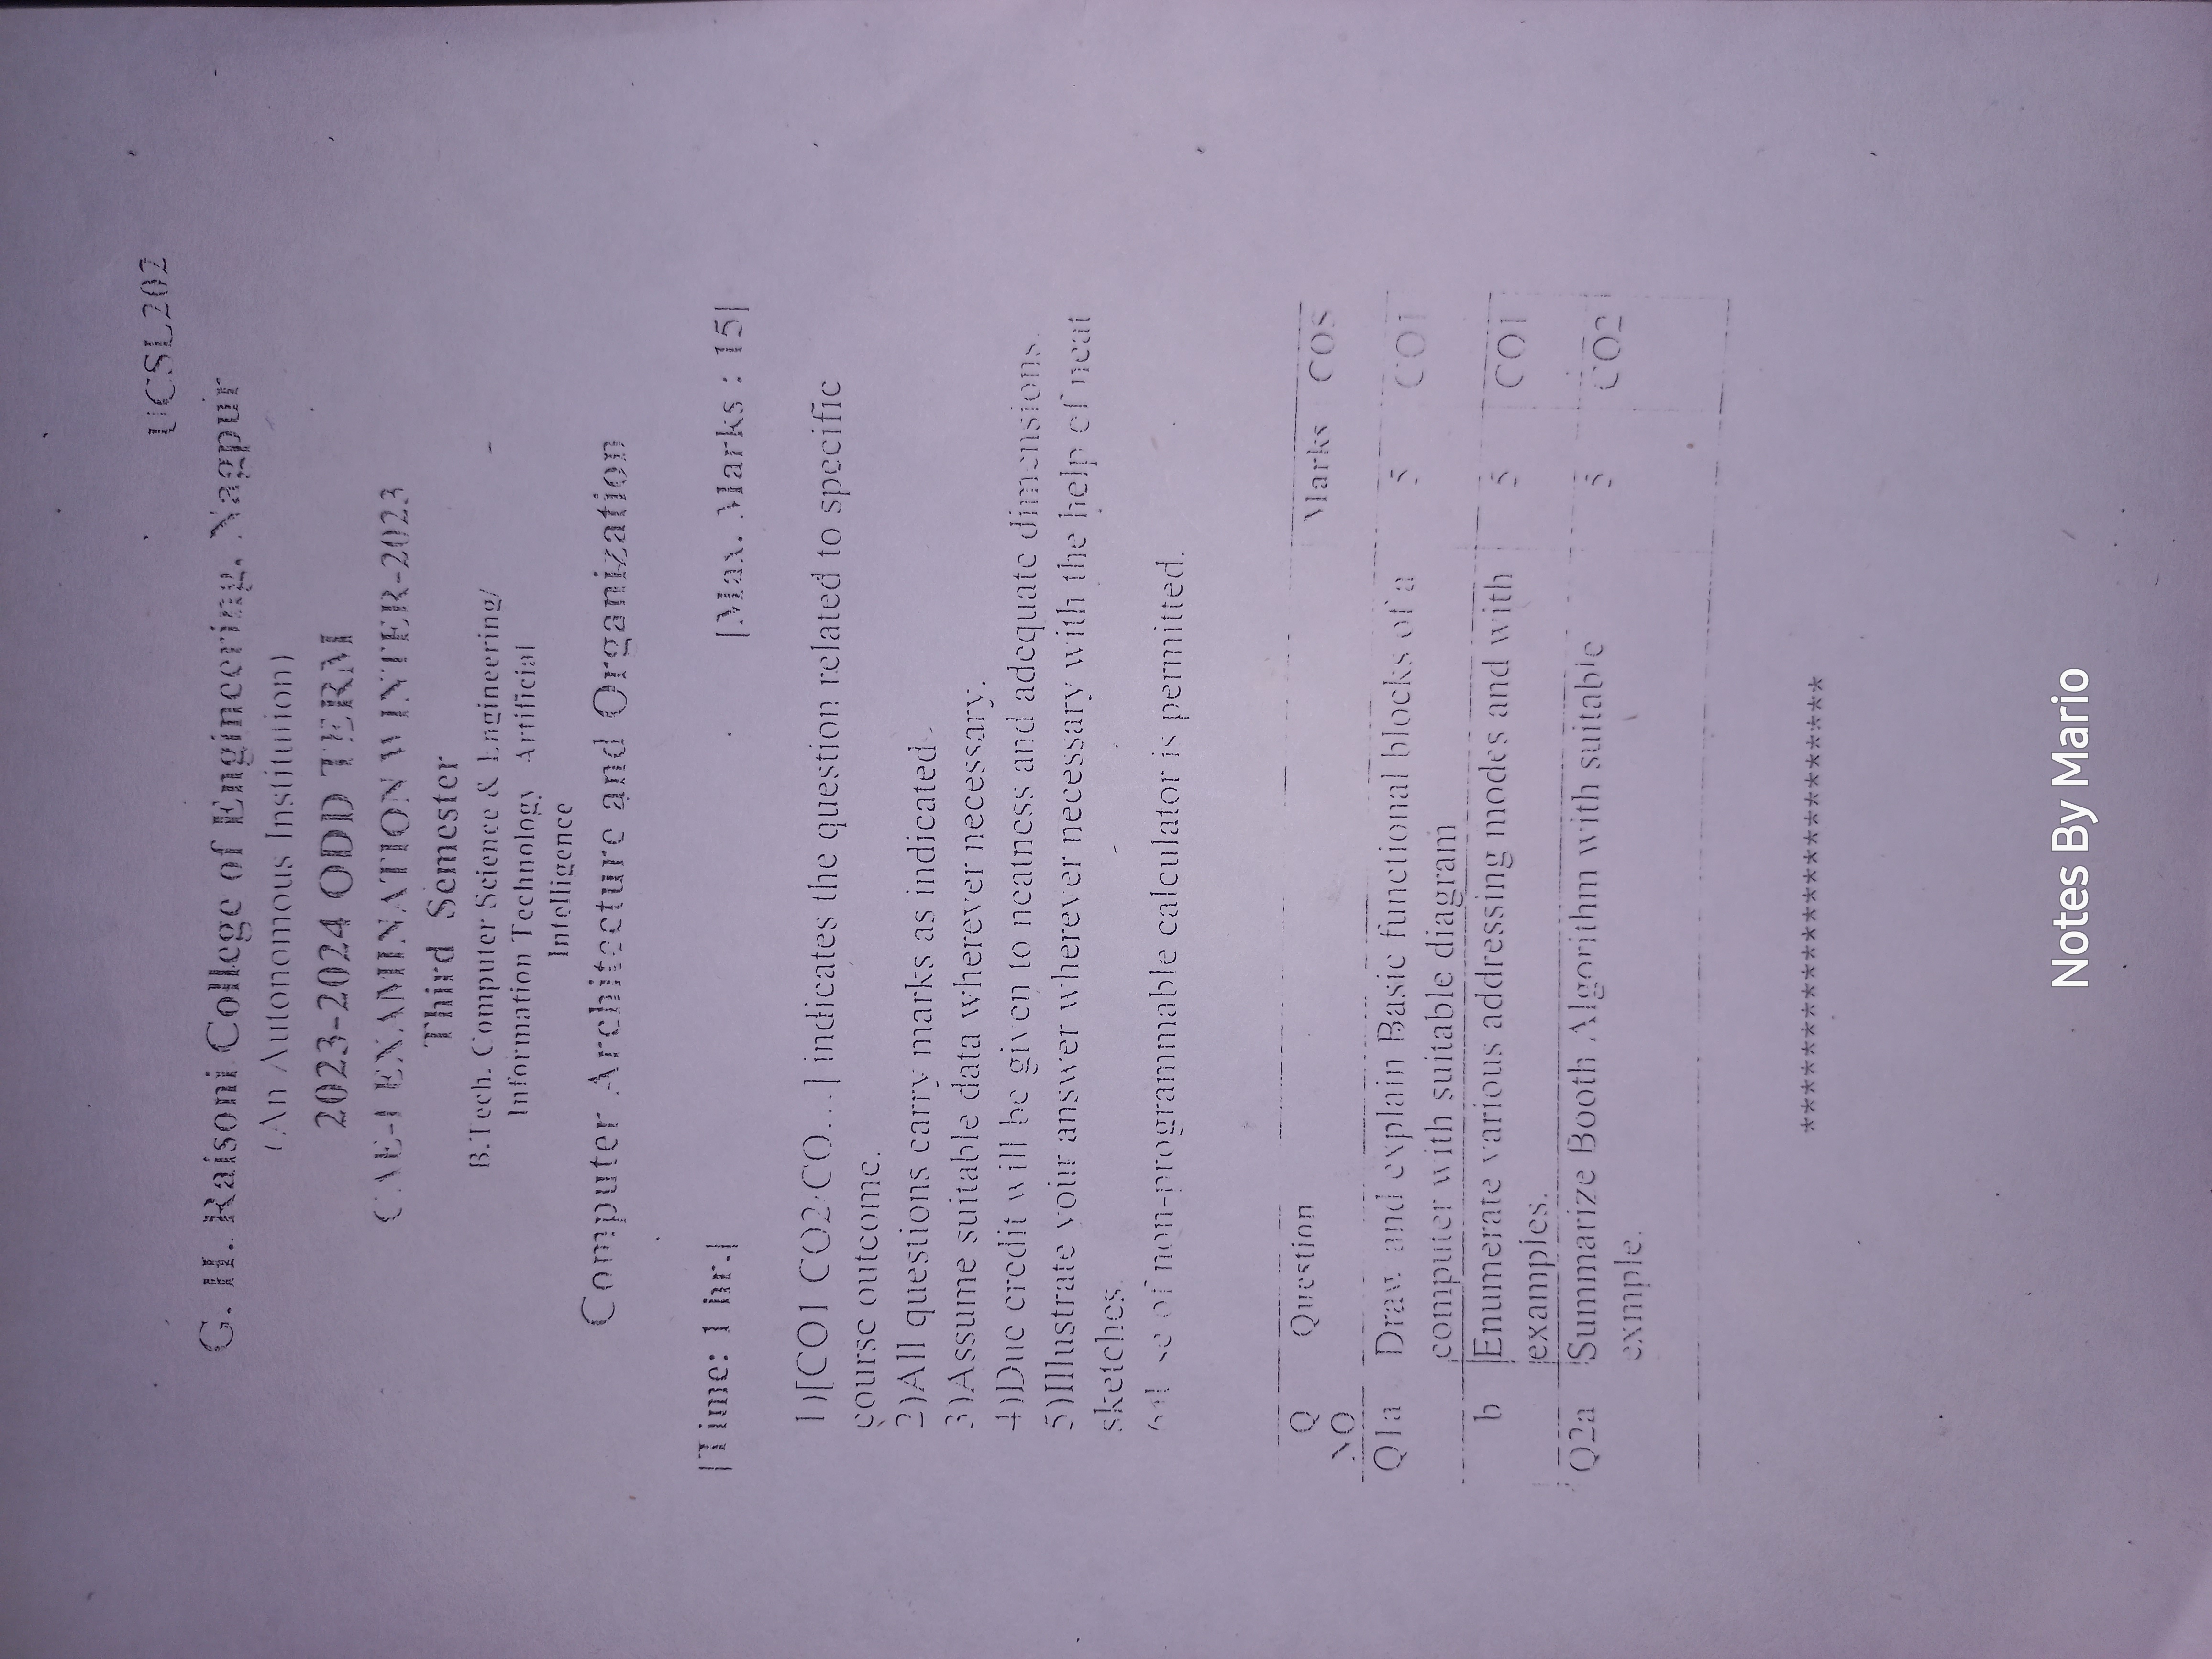 UCSL202
G. H. Raisoni College of Engineering, Nagpur
(An Autonomous Institution)
2023-2024 ODD TERM
CAE-I EXAMINATION WINTER-2023
Third Semester
B.Tech. Computer Science & Engineering/
Information Technology Artificial
Intelligence
Computer Architecture and Organization
[Time: 1 hr.] [Max. Marks : 15]
1)[CO1 CO2 CO...] indicates the question related to specific
course outcome.
2)All questions carry marks as indicated
3)Assume suitable data wherever necessary.
4)Due credit will be given to neatness and adequate dimensions.
5)Illustrate your answer wherever necessary with the help of neat
sketches.
6)Use of non-programmable calculator is permitted.
Q Question Marks COS
NO
Q1a Draw and explain Basic functional blocks of a 5 CO1
computer with suitable diagram
b Enumerate various addressing modes and with 5 CO1
examples.
Q2a Summarize Booth Algorithm with suitable 5 CO2
exmple.
************************
Notes By Mario